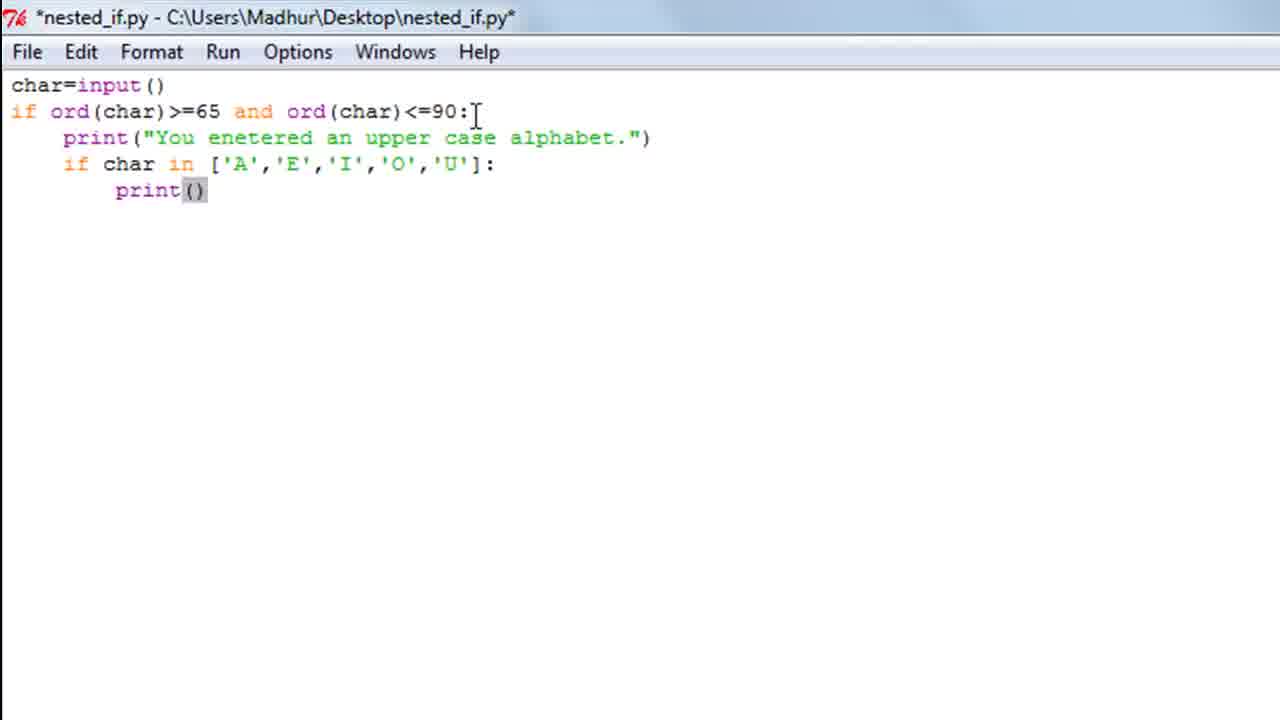 *nested_if.py - C:\Users\Madhur\Desktop\nested_if.py*
File Edit Format Run Options Windows Help
char=input()
if ord(char)>=65 and ord(char)<=90:
    print("You enetered an upper case alphabet.")
    if char in ['A','E','I','O','U']:
        print()